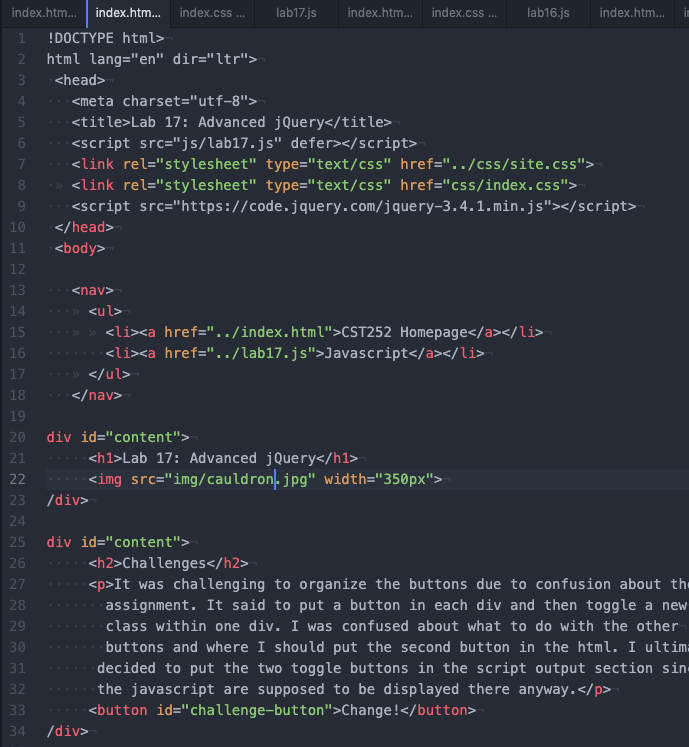 index.htm... index.htm... index.css ... lab17.js index.htm... index.css ... lab16.js index.htm...
1 !DOCTYPE html>
2 html lang="en" dir="ltr">
3 <head>
4 <meta charset="utf-8">
5 <title>Lab 17: Advanced jQuery</title>
6 <script src="js/lab17.js" defer></script>
7 <link rel="stylesheet" type="text/css" href="../css/site.css">
8 » <link rel="stylesheet" type="text/css" href="css/index.css">
9 <script src="https://code.jquery.com/jquery-3.4.1.min.js"></script>
10 </head>
11 <body>
12
13 <nav>
14 » <ul>
15 » » <li><a href="../index.html">CST252 Homepage</a></li>
16 <li><a href="../lab17.js">Javascript</a></li>
17 » </ul>
18 </nav>
19
20 div id="content">
21 <h1>Lab 17: Advanced jQuery</h1>
22 <img src="img/cauldron.jpg" width="350px">
23 /div>
24
25 div id="content">
26 <h2>Challenges</h2>
27 <p>It was challenging to organize the buttons due to confusion about the
28 assignment. It said to put a button in each div and then toggle a new
29 class within one div. I was confused about what to do with the other
30 buttons and where I should put the second button in the html. I ultima
31 decided to put the two toggle buttons in the script output section sin
32 the javascript are supposed to be displayed there anyway.</p>
33 <button id="challenge-button">Change!</button>
34 /div>